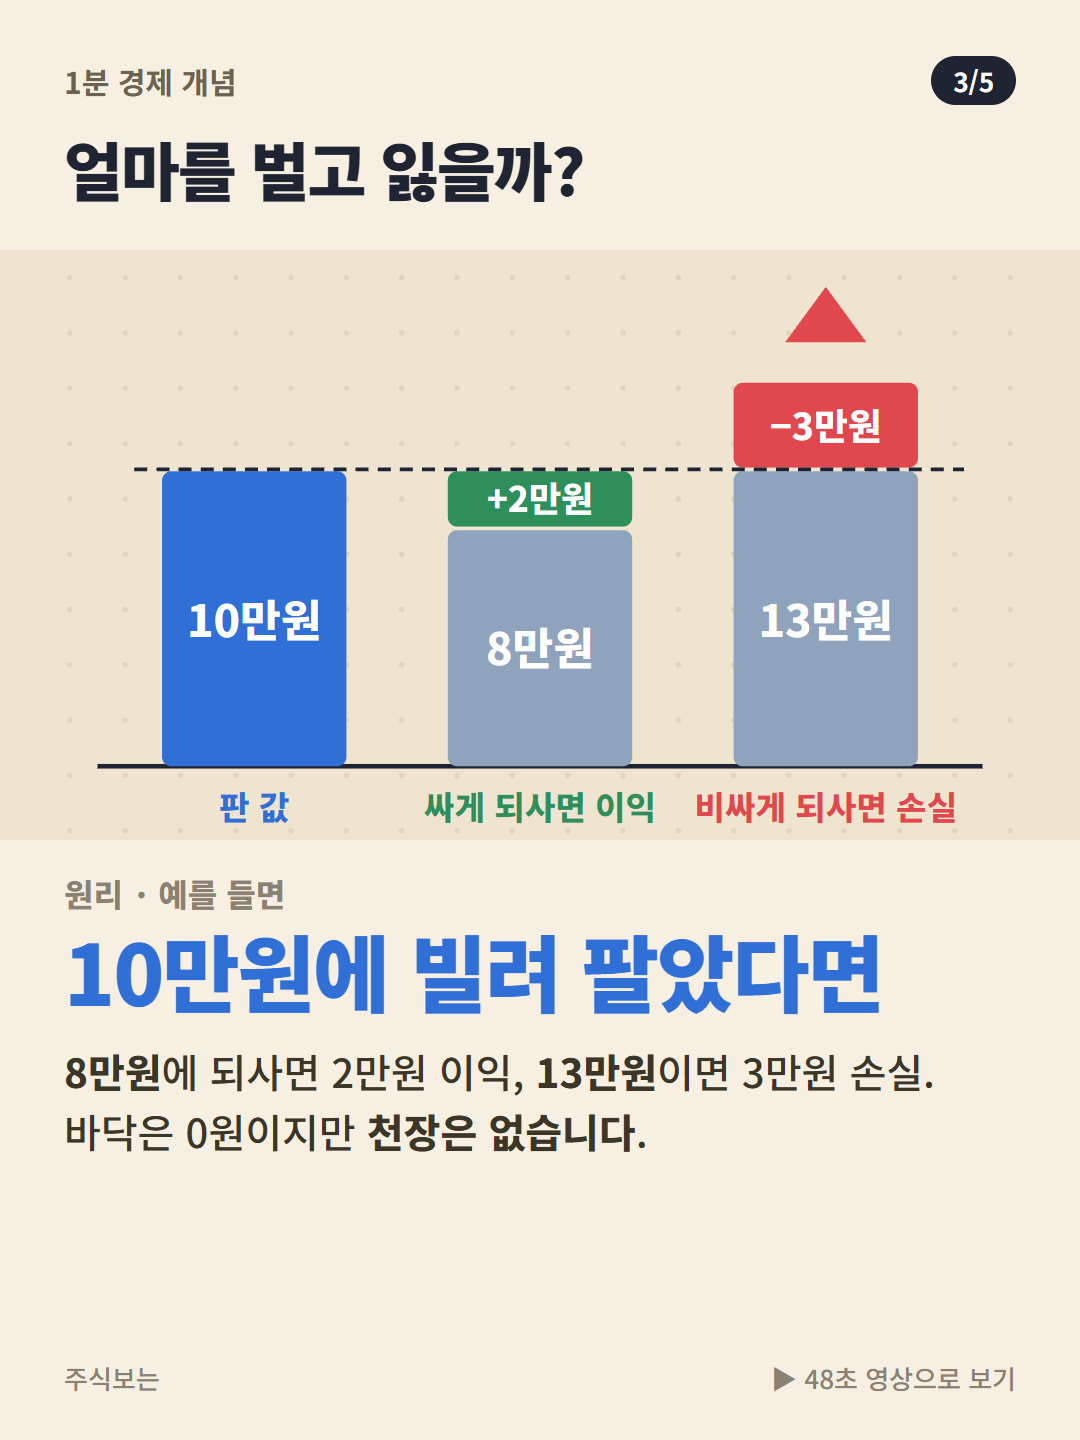 1분 경제 개념
3/5
얼마를 벌고 잃을까?
−3만원
+2만원
10만원
8만원
13만원
판 값
싸게 되사면 이익
비싸게 되사면 손실
원리 · 예를 들면
10만원에 빌려 팔았다면
8만원에 되사면 2만원 이익, 13만원이면 3만원 손실.
바닥은 0원이지만 천장은 없습니다.
주식보는
▶ 48초 영상으로 보기